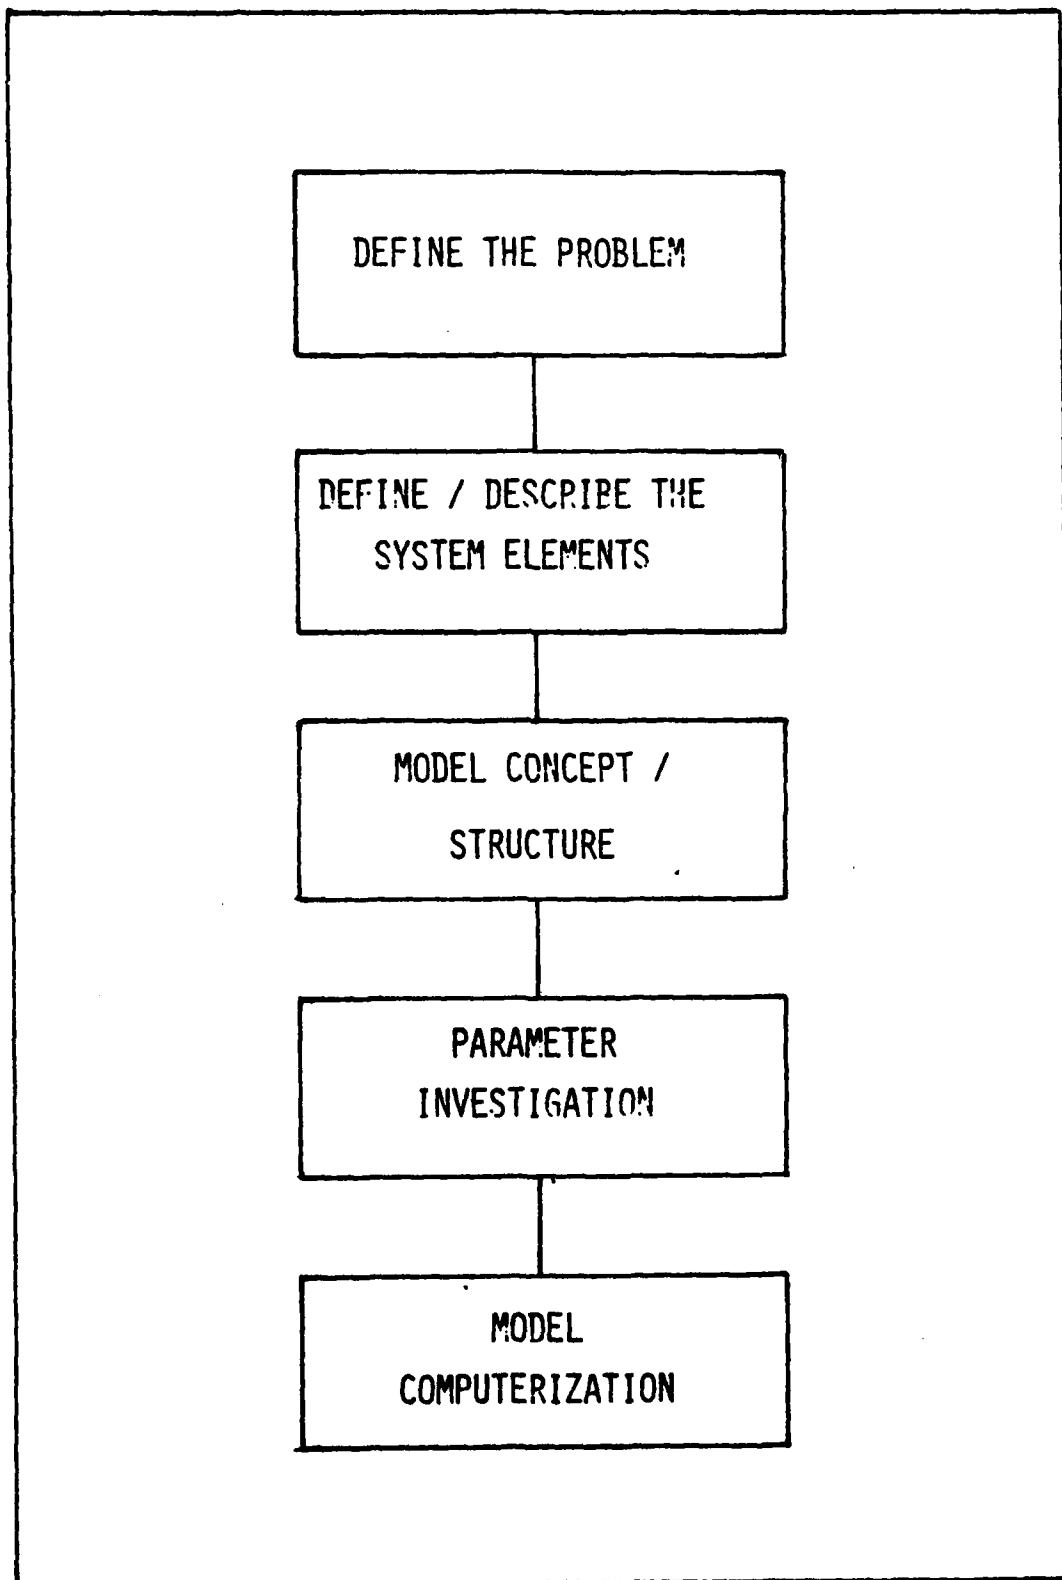 DEFINE THE PROBLEM
DEFINE / DESCRIBE THE
SYSTEM ELEMENTS
MODEL CONCEPT /
STRUCTURE
PARAMETER
INVESTIGATION
MODEL
COMPUTERIZATION